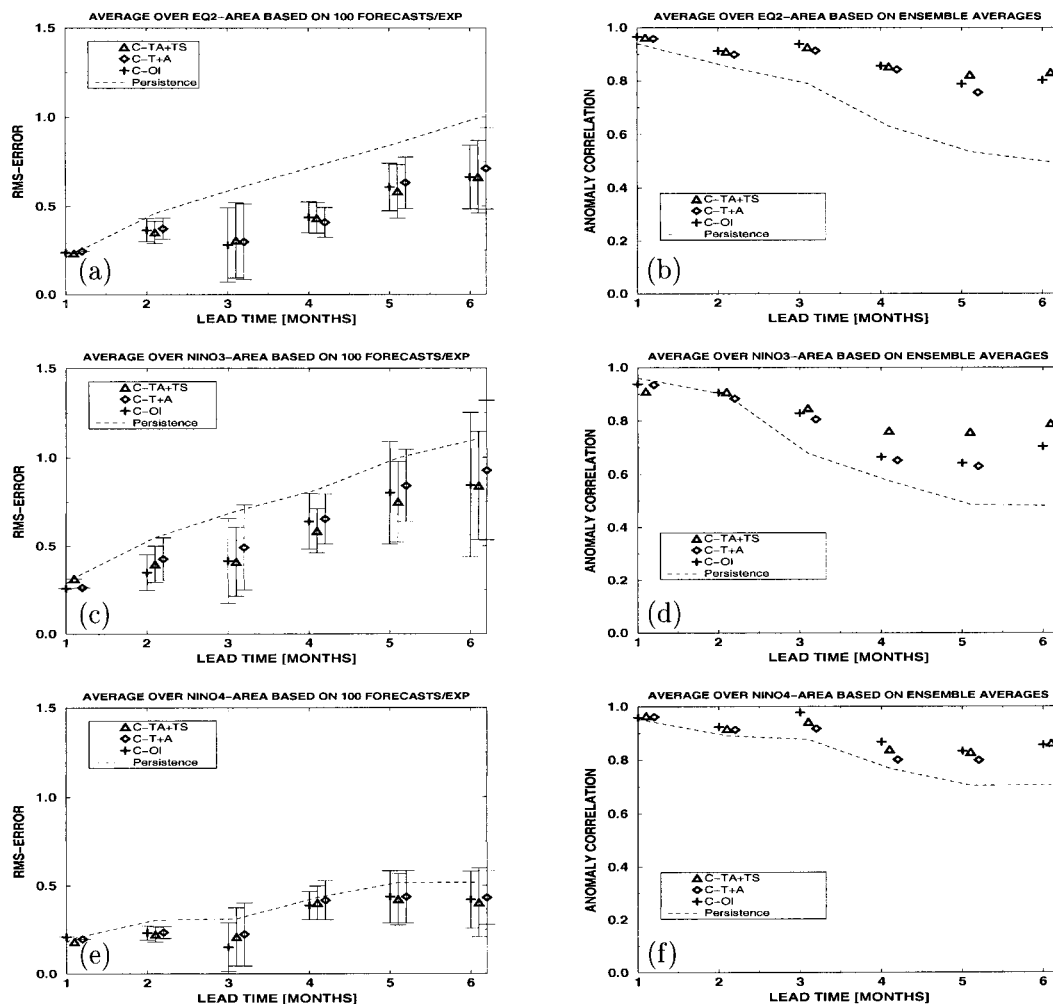 AVERAGE OVER EQ2-AREA BASED ON 100 FORECASTS/EXP
1.5
1.0
0.5
0.0
RMS-ERROR
C-TA+TS
C-T+A
C-OI
Persistence
(a)
1 2 3 4 5 6
LEAD TIME [MONTHS]
AVERAGE OVER EQ2-AREA BASED ON ENSEMBLE AVERAGES
1.0
0.8
0.6
0.4
0.2
0.0
ANOMALY CORRELATION
C-TA+TS
C-T+A
C-OI
Persistence
(b)
1 2 3 4 5 6
LEAD TIME [MONTHS]
AVERAGE OVER NINO3-AREA BASED ON 100 FORECASTS/EXP
1.5
1.0
0.5
0.0
RMS-ERROR
C-TA+TS
C-T+A
C-OI
Persistence
(c)
1 2 3 4 5 6
LEAD TIME [MONTHS]
AVERAGE OVER NINO3-AREA BASED ON ENSEMBLE AVERAGES
1.0
0.8
0.6
0.4
0.2
0.0
ANOMALY CORRELATION
C-TA+TS
C-T+A
C-OI
Persistence
(d)
1 2 3 4 5 6
LEAD TIME [MONTHS]
AVERAGE OVER NINO4-AREA BASED ON 100 FORECASTS/EXP
1.5
1.0
0.5
0.0
RMS-ERROR
C-TA+TS
C-T+A
C-OI
Persistence
(e)
1 2 3 4 5 6
LEAD TIME [MONTHS]
AVERAGE OVER NINO4-AREA BASED ON ENSEMBLE AVERAGES
1.0
0.8
0.6
0.4
0.2
0.0
ANOMALY CORRELATION
C-TA+TS
C-T+A
C-OI
Persistence
(f)
1 2 3 4 5 6
LEAD TIME [MONTHS]